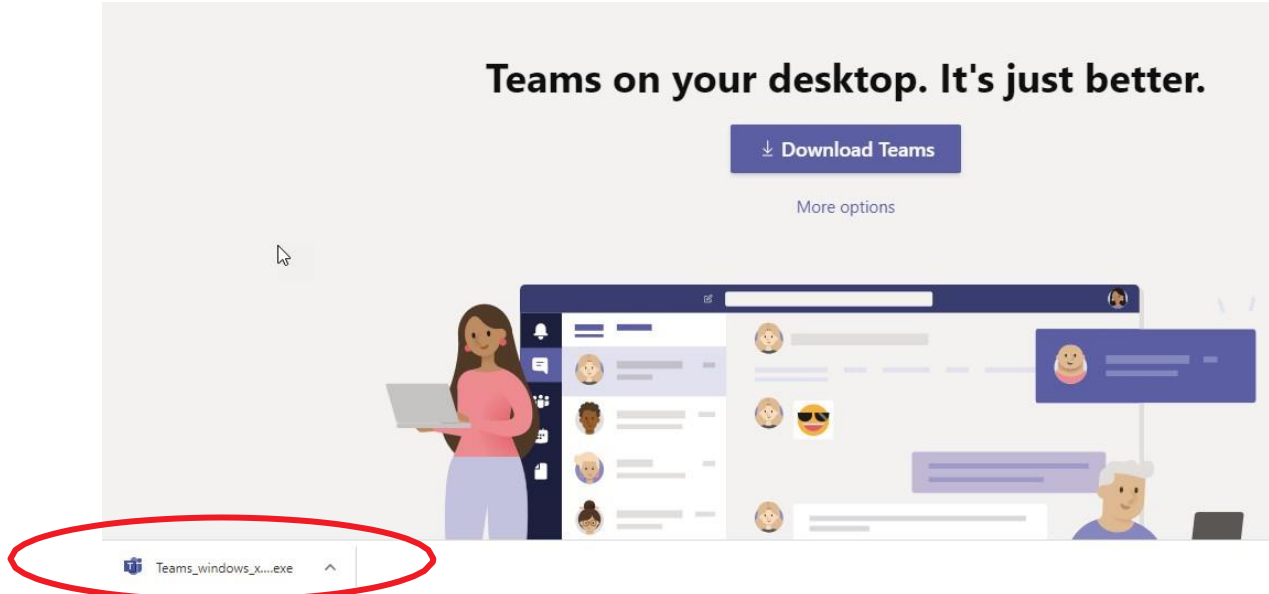 Teams on your desktop. It's just better.
Download Teams
More options
Teams_windows_x....exe